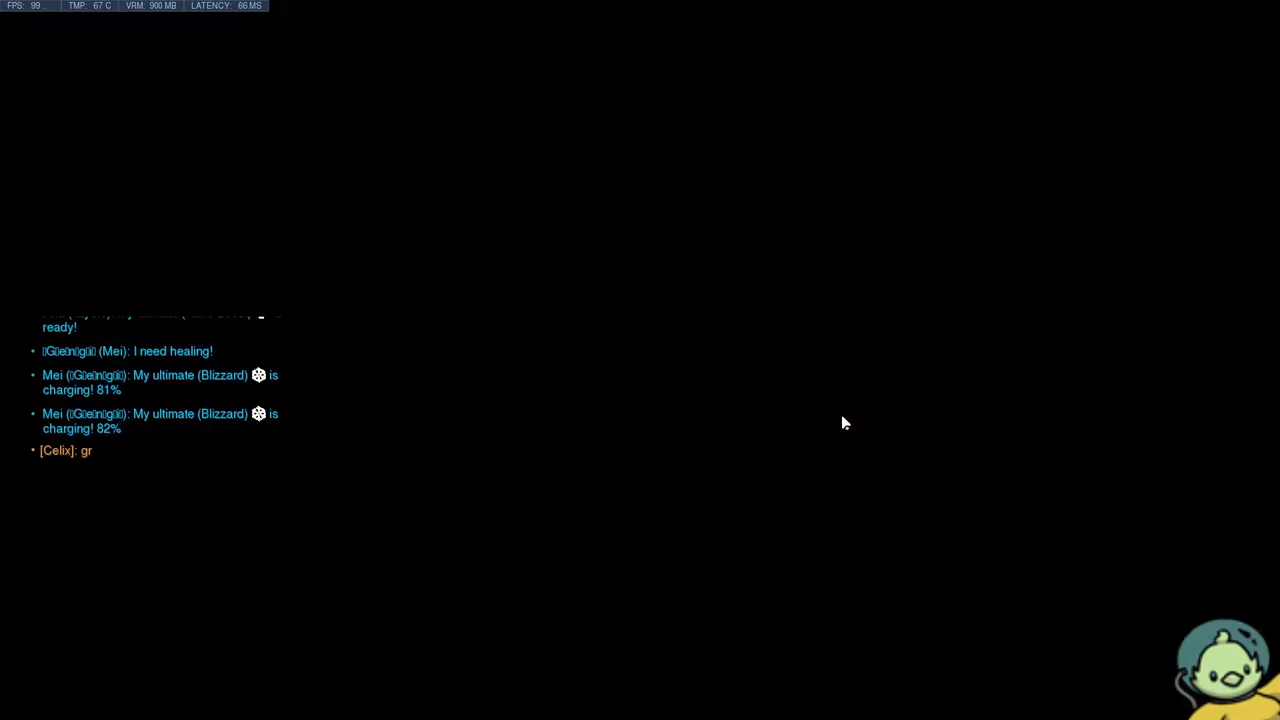 FPS: 99 .. TMP: 67 C VRM: 900 MB LATENCY: 66 MS
ready!
(Mei): I need healing!
Mei ( ): My ultimate (Blizzard) is
charging! 81%
Mei ( ): My ultimate (Blizzard) is
charging! 82%
[Celix]: gr